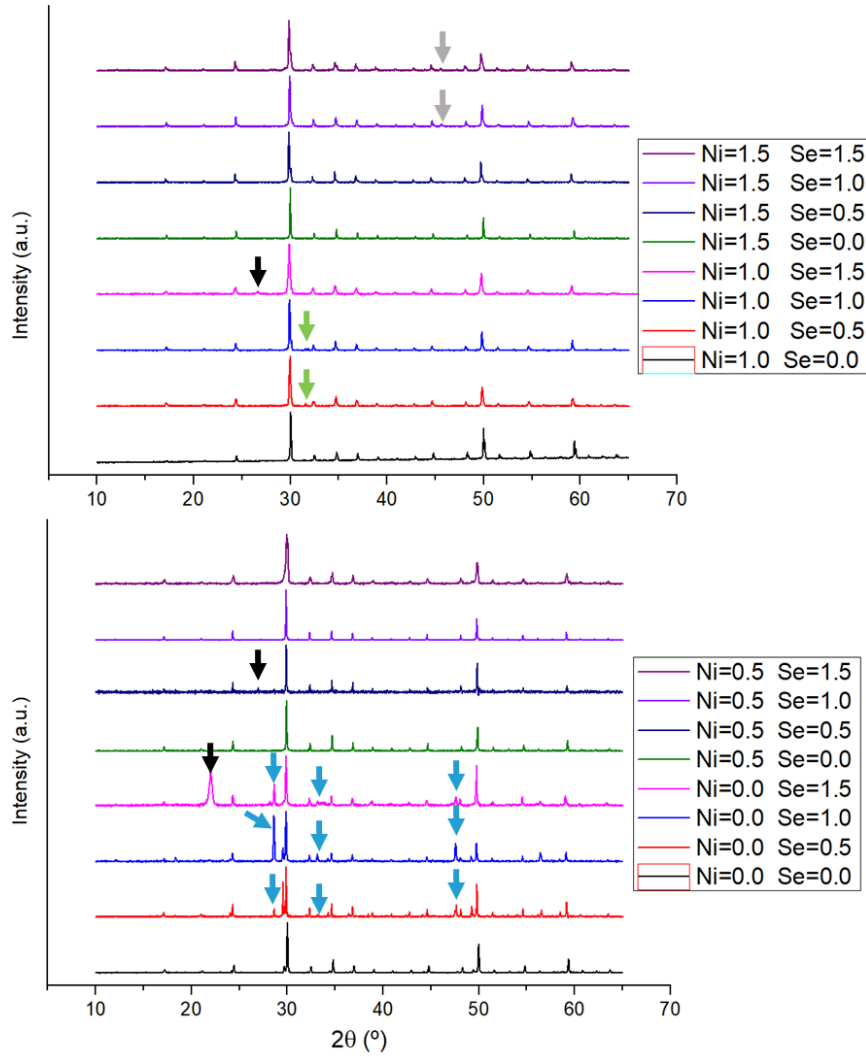 Intensity (a.u.)
Ni=1.5 Se=1.5
Ni=1.5 Se=1.0
Ni=1.5 Se=0.5
Ni=1.5 Se=0.0
Ni=1.0 Se=1.5
Ni=1.0 Se=1.0
Ni=1.0 Se=0.5
Ni=1.0 Se=0.0
10 20 30 40 50 60 70
Intensity (a.u.)
Ni=0.5 Se=1.5
Ni=0.5 Se=1.0
Ni=0.5 Se=0.5
Ni=0.5 Se=0.0
Ni=0.0 Se=1.5
Ni=0.0 Se=1.0
Ni=0.0 Se=0.5
Ni=0.0 Se=0.0
10 20 30 40 50 60 70
2θ (º)